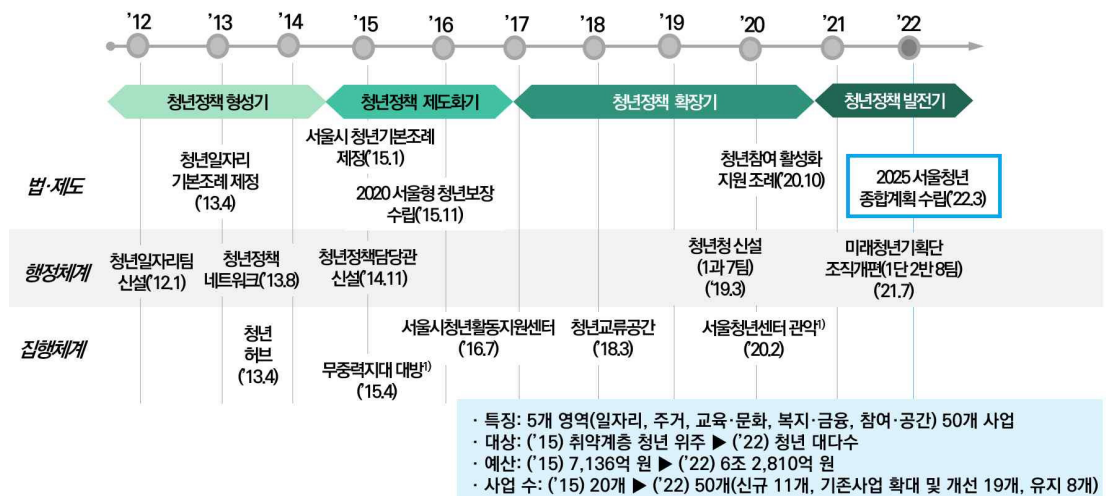 ’12 ’13 ’14 ’15 ’16 ’17 ’18 ’19 ’20 ’21 ’22
청년정책 형성기 청년정책 제도화기 청년정책 확장기 청년정책 발전기
법·제도
청년일자리
기본조례 제정
(’13.4)
서울시 청년기본조례
제정(’15.1)
2020 서울형 청년보장
수립(’15.11)
청년참여 활성화
지원 조례(’20.10)
2025 서울청년
종합계획 수립(’22.3)
행정체계
청년일자리팀
신설(’12.1)
청년정책
네트워크(’13.8)
청년정책담당관
신설(’14.11)
청년청 신설
(1과 7팀)
(’19.3)
미래청년기획단
조직개편(1단 2반 8팀)
(’21.7)
집행체계
청년
허브
(’13.4)
무중력지대 대방1)
(’15.4)
서울시청년활동지원센터
(’16.7)
청년교류공간
(’18.3)
서울청년센터 관악1)
(’20.2)
· 특징: 5개 영역(일자리, 주거, 교육·문화, 복지·금융, 참여·공간) 50개 사업
· 대상: (’15) 취약계층 청년 위주 ▶ (’22) 청년 대다수
· 예산: (’15) 7,136억 원 ▶ (’22) 6조 2,810억 원
· 사업 수: (’15) 20개 ▶ (’22) 50개(신규 11개, 기존사업 확대 및 개선 19개, 유지 8개)